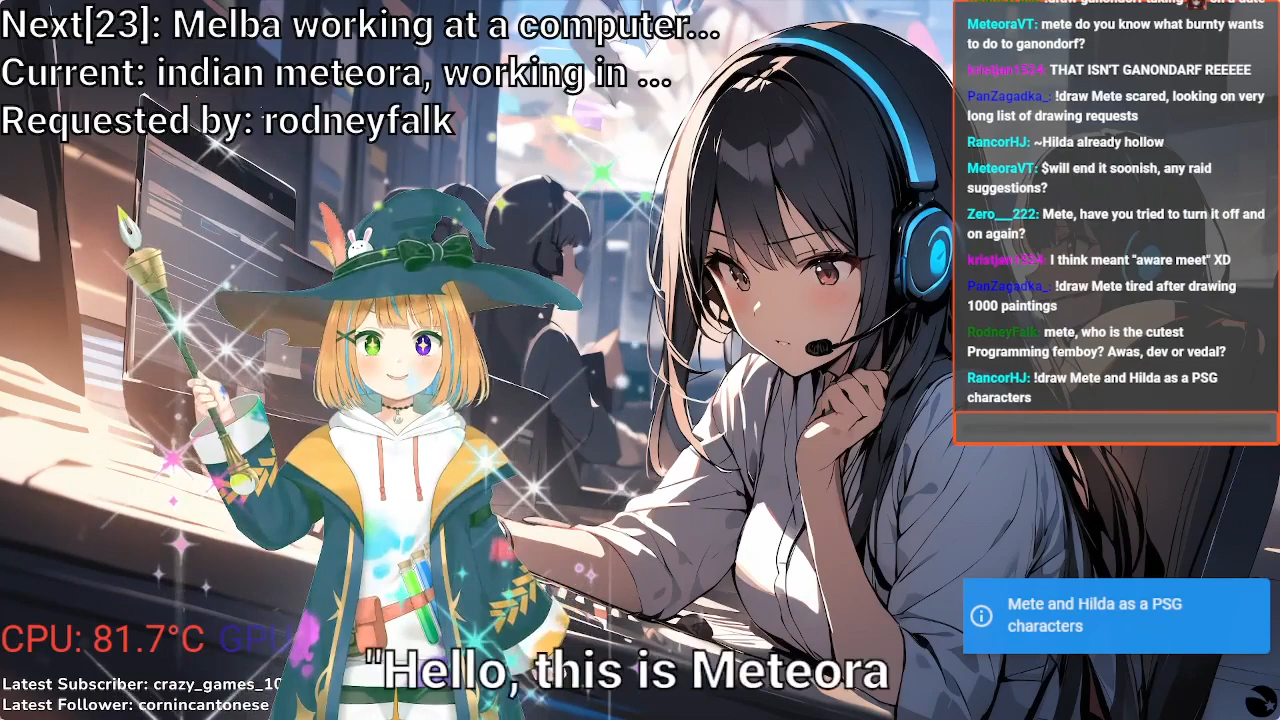 Next[23]: Melba working at a computer...
Current: indian meteora, working in ...
Requested by: rodneyfalk
MeteoraVT: mete do you know what burnty wants
to do to ganondorf?
kristjan1524: THAT ISN'T GANONDARF REEEEE
PanZagadka_: !draw Mete scared, looking on very
long list of drawing requests
RancorHJ: ~Hilda already hollow
MeteoraVT: $will end it soonish, any raid
suggestions?
Zero___222: Mete, have you tried to turn it off and
on again?
kristjan1524: I think meant "aware meet" XD
PanZagadka_: !draw Mete tired after drawing
1000 paintings
RodneyFalk: mete, who is the cutest
Programming femboy? Awas, dev or vedal?
RancorHJ: !draw Mete and Hilda as a PSG
characters
Mete and Hilda as a PSG
characters
CPU: 81.7°C GPU
"Hello, this is Meteora
Latest Subscriber: crazy_games_10
Latest Follower: cornincantonese